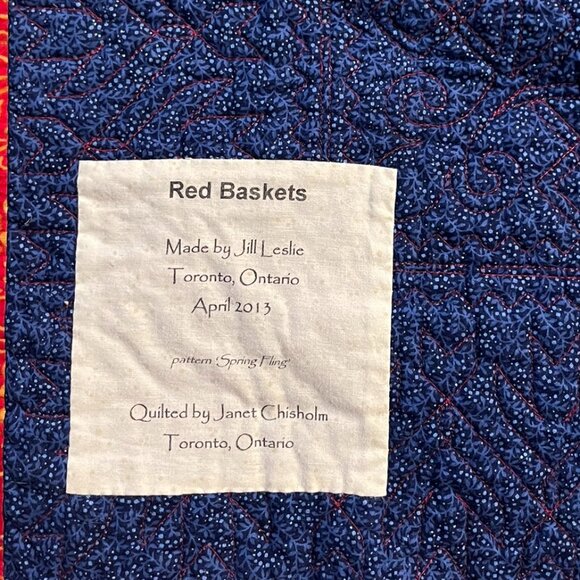 Red Baskets
Made by Jill Leslie
Toronto, Ontario
April 2013
pattern 'Spring Fling'
Quilted by Janet Chisholm
Toronto, Ontario